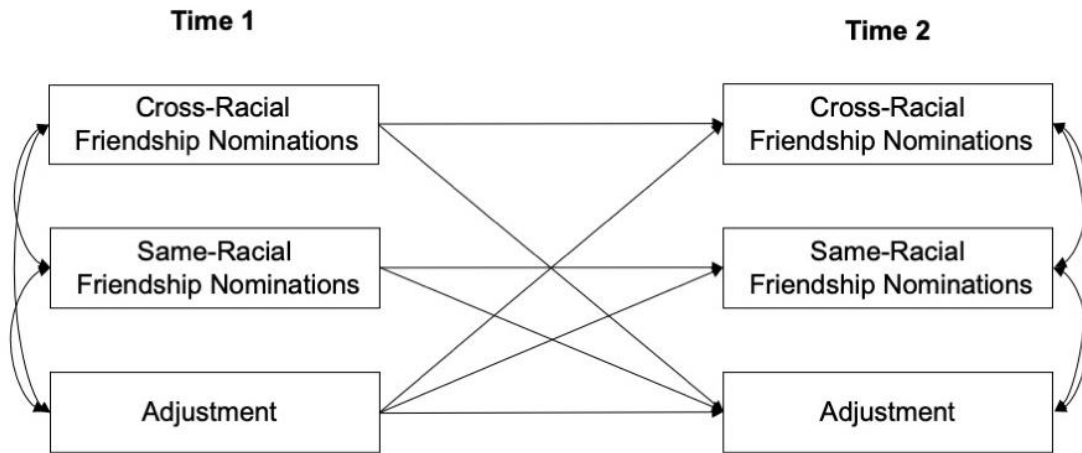 Time 1
Time 2
Cross-Racial
Friendship Nominations
Cross-Racial
Friendship Nominations
Same-Racial
Friendship Nominations
Same-Racial
Friendship Nominations
Adjustment
Adjustment